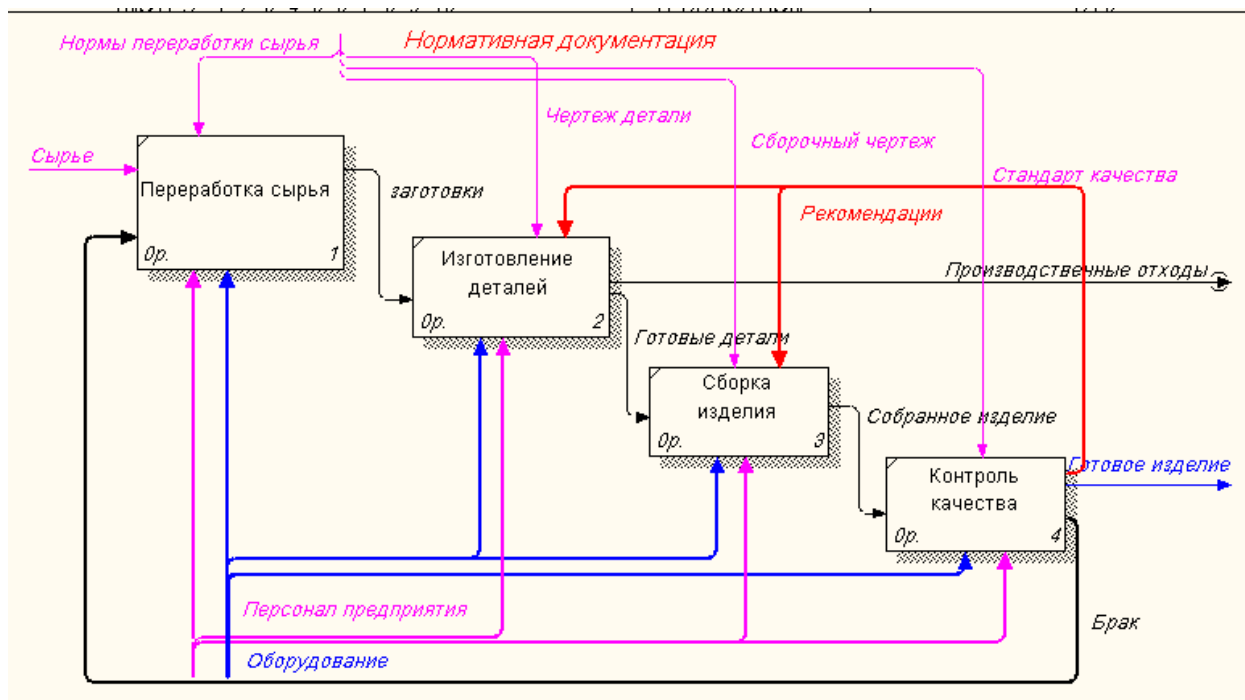 Нормы переработки сырья
Нормативная документация
Чертеж детали
Сборочный чертеж
Сырье
Стандарт качества
Переработка сырья
0р.
1
заготовки
Рекомендации
Изготовление
деталей
0р.
2
Производственные отходы
Готовые детали
Сборка
изделия
0р.
3
Собранное изделие
Контроль
качества
0р.
4
Готовое изделие
Персонал предприятия
Брак
Оборудование